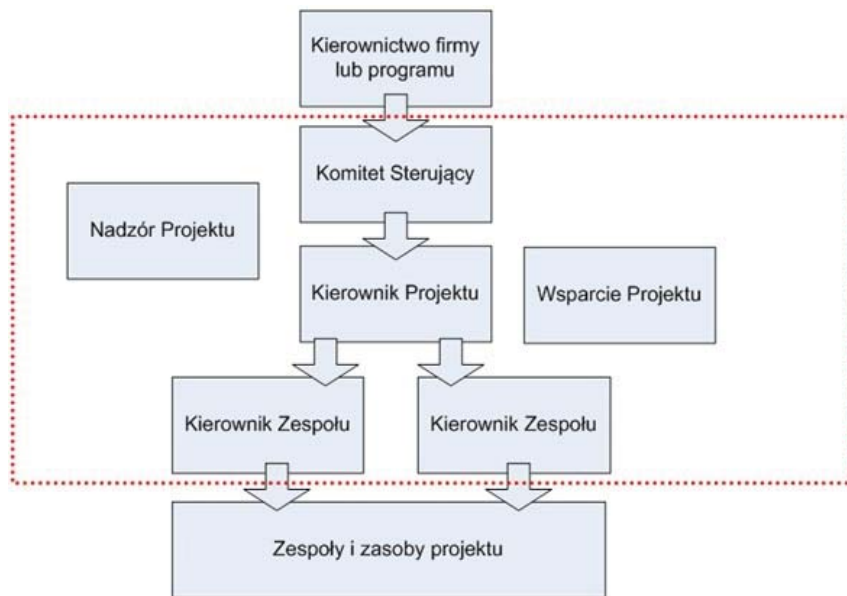 Kierownictwo firmy
lub programu
Komitet Sterujący
Nadzór Projektu
Kierownik Projektu
Wsparcie Projektu
Kierownik Zespołu
Kierownik Zespołu
Zespoły i zasoby projektu